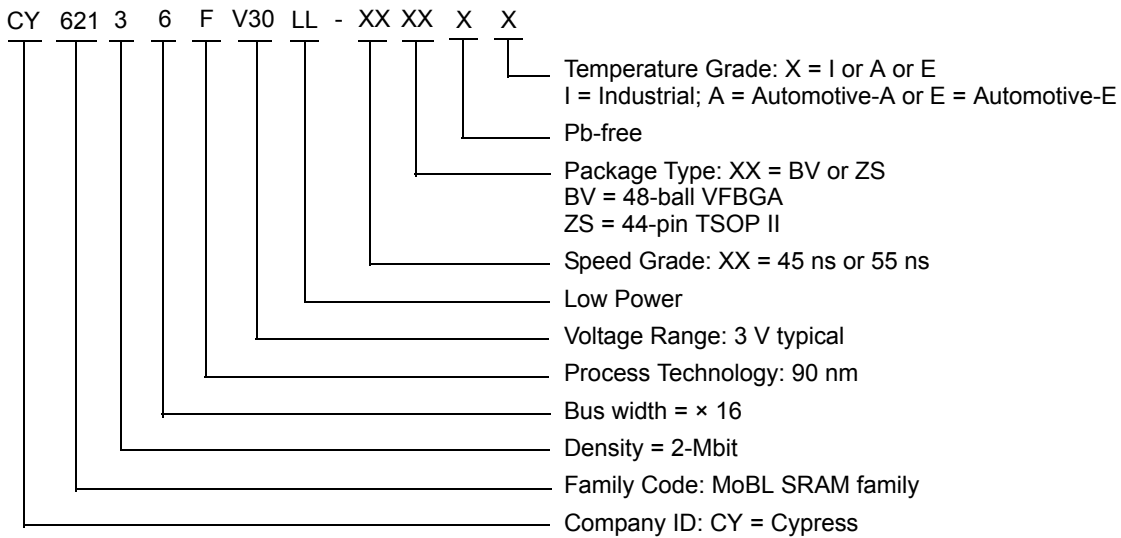 CY 621 3 6 F V30 LL - XX XX X X
Temperature Grade: X = I or A or E
I = Industrial; A = Automotive-A or E = Automotive-E
Pb-free
Package Type: XX = BV or ZS
BV = 48-ball VFBGA
ZS = 44-pin TSOP II
Speed Grade: XX = 45 ns or 55 ns
Low Power
Voltage Range: 3 V typical
Process Technology: 90 nm
Bus width = × 16
Density = 2-Mbit
Family Code: MoBL SRAM family
Company ID: CY = Cypress